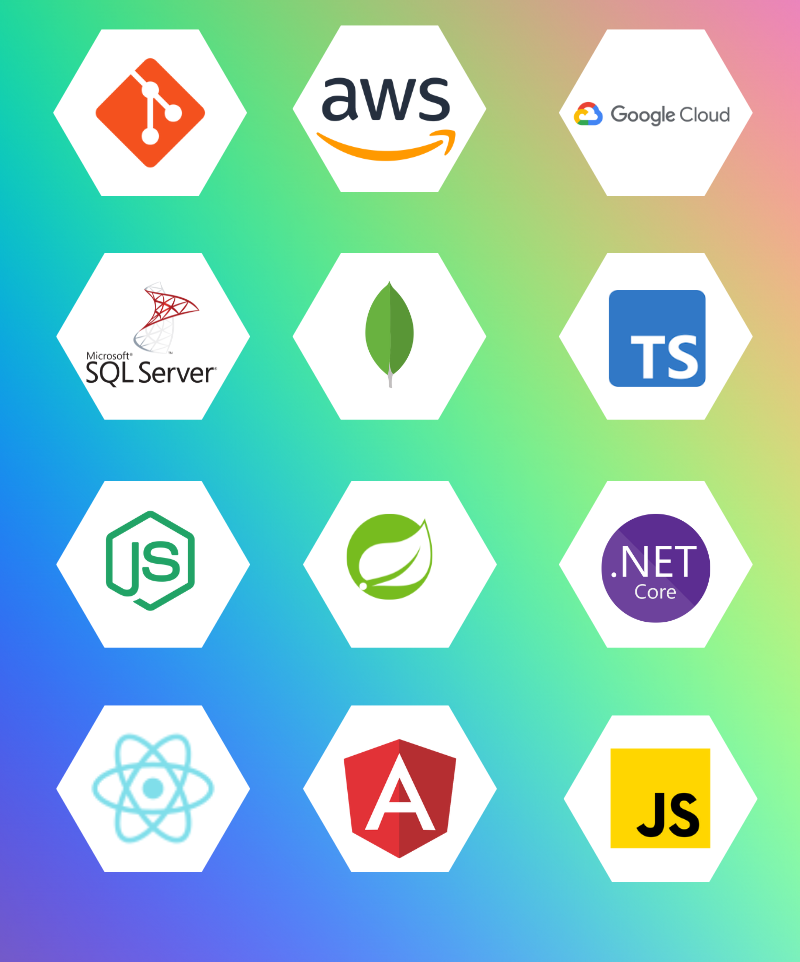 aws
Google Cloud
Microsoft®
SQL Server
TS
JS
.NET
Core
A
JS